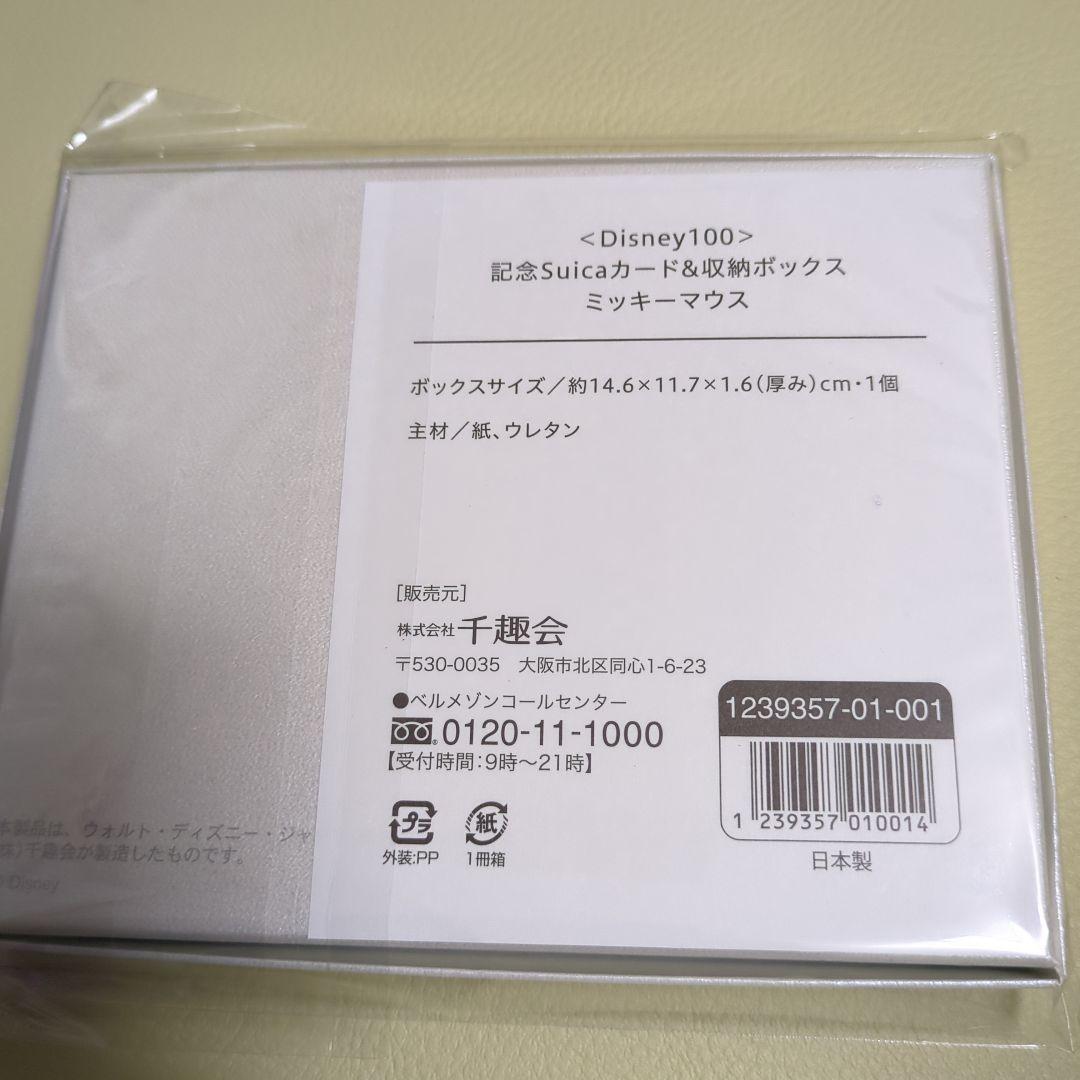 <Disney100>
記念Suicaカード&収納ボックス
ミッキーマウス
ボックスサイズ/約14.6×11.7×1.6(厚み)cm・1個
主材/紙、ウレタン
[販売元]
株式会社千趣会
〒530-0035 大阪市北区同心1-6-23
●ベルメゾンコールセンター
0120-11-1000
【受付時間:9時〜21時】
プラ
外装:PP
紙
1冊箱
1239357-01-001
1 239357 010014
日本製
本製品は、ウォルト・ディズニー・ジャ
株)千趣会が製造したものです。
© Disney